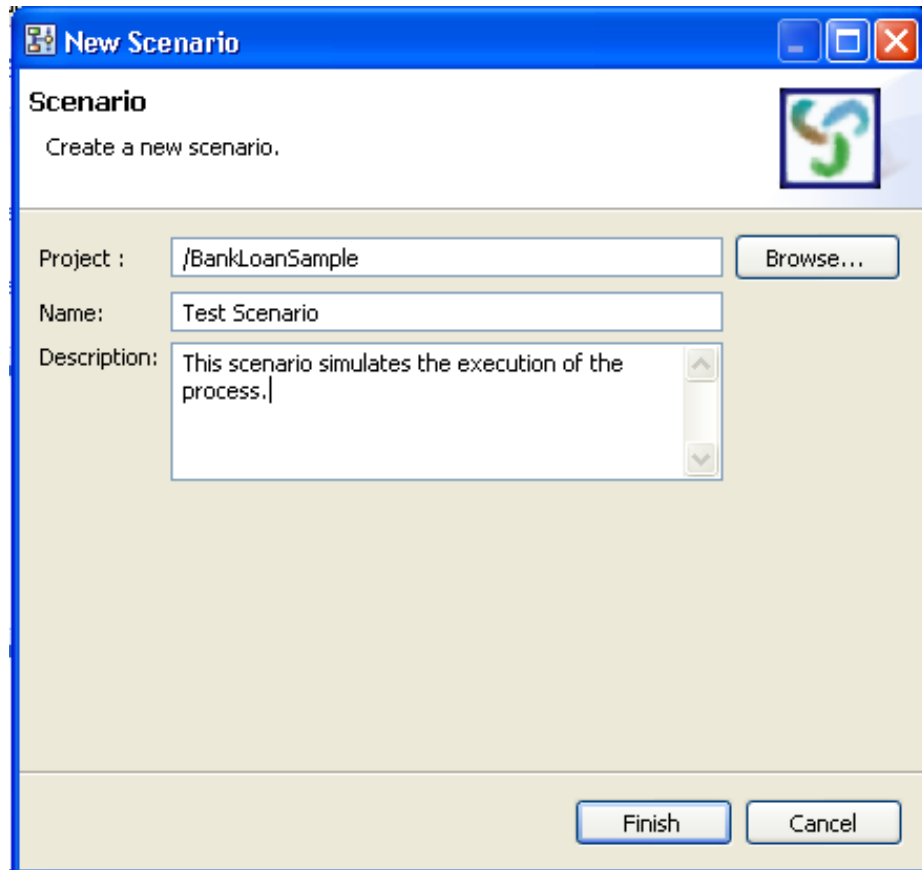 New Scenario
Scenario
Create a new scenario.
Project : /BankLoanSample Browse...
Name: Test Scenario
Description: This scenario simulates the execution of the
process.
Finish Cancel